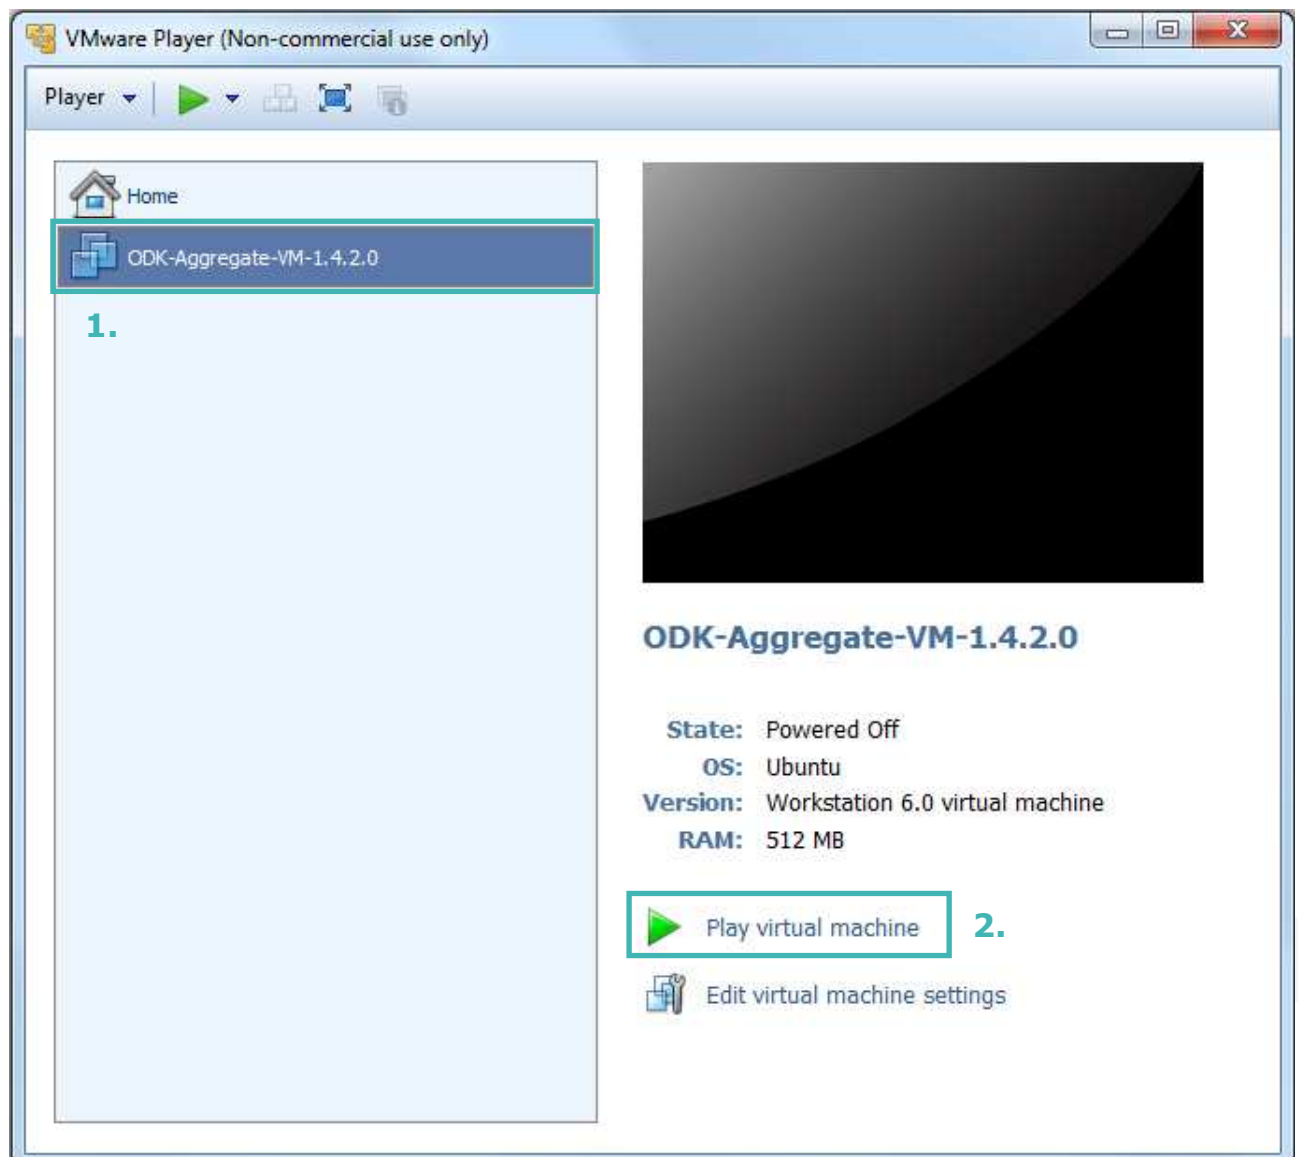 VMware Player (Non-commercial use only)
Player
Home
ODK-Aggregate-VM-1.4.2.0
1.
ODK-Aggregate-VM-1.4.2.0
State: Powered Off
OS: Ubuntu
Version: Workstation 6.0 virtual machine
RAM: 512 MB
Play virtual machine 2.
Edit virtual machine settings